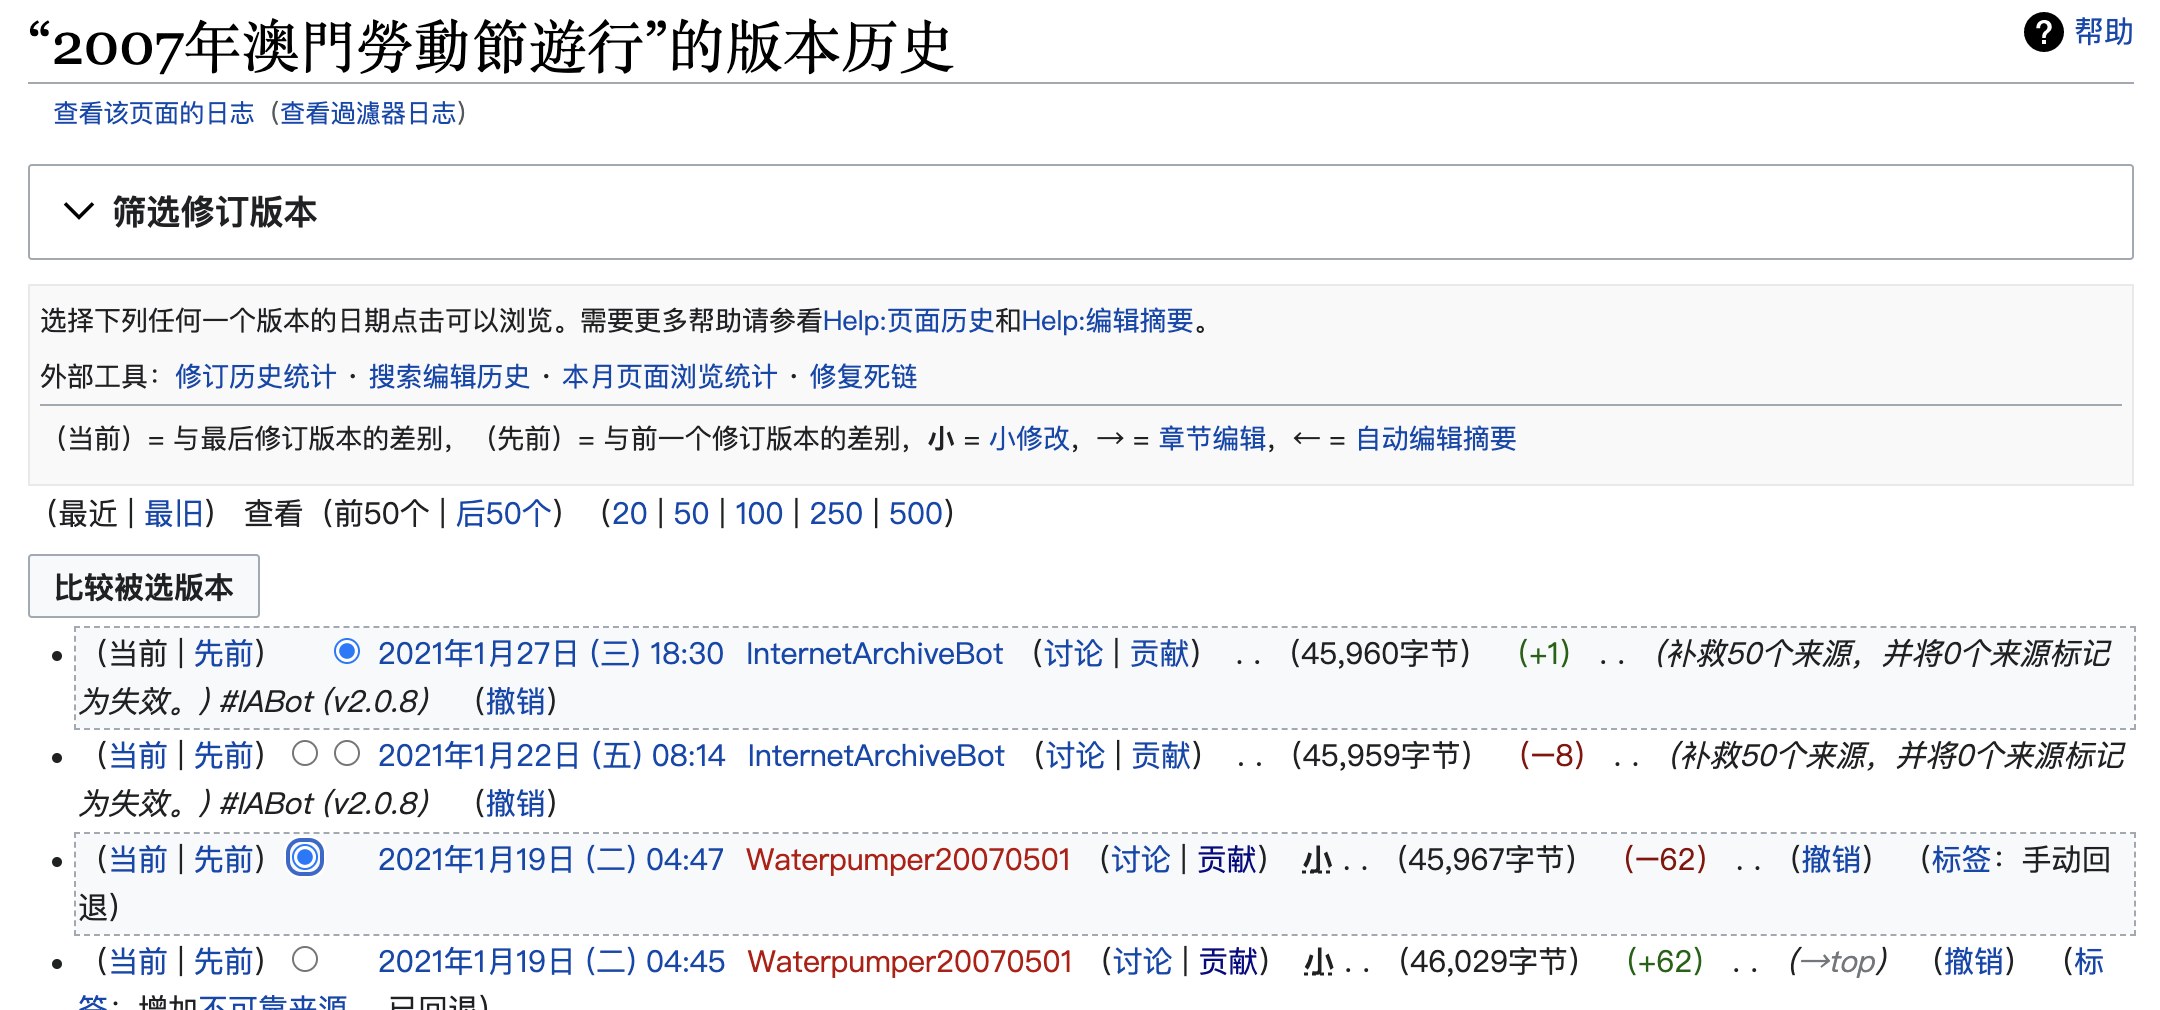 “2007年澳門勞動節遊行”的版本历史
帮助
查看该页面的日志（查看過濾器日志）
筛选修订版本
选择下列任何一个版本的日期点击可以浏览。需要更多帮助请参看Help:页面历史和Help:编辑摘要。
外部工具：修订历史统计 · 搜索编辑历史 · 本月页面浏览统计 · 修复死链
（当前）= 与最后修订版本的差别，（先前）= 与前一个修订版本的差别，小 = 小修改，→ = 章节编辑，← = 自动编辑摘要
（最近 | 最旧） 查看（前50个 | 后50个）（20 | 50 | 100 | 250 | 500）
比较被选版本
（当前 | 先前） 2021年1月27日 (三) 18:30 InternetArchiveBot （讨论 | 贡献） . . （45,960字节） （+1） . . （补救50个来源，并将0个来源标记
为失效。) #IABot (v2.0.8) （撤销）
（当前 | 先前） 2021年1月22日 (五) 08:14 InternetArchiveBot （讨论 | 贡献） . . （45,959字节） （−8） . . （补救50个来源，并将0个来源标记
为失效。) #IABot (v2.0.8) （撤销）
（当前 | 先前） 2021年1月19日 (二) 04:47 Waterpumper20070501 （讨论 | 贡献） 小 . . （45,967字节） （−62） . . （撤销） （标签：手动回
退）
（当前 | 先前） 2021年1月19日 (二) 04:45 Waterpumper20070501 （讨论 | 贡献） 小 . . （46,029字节） （+62） . . （→top） （撤销） （标
签：增加不可靠来源 已回退）